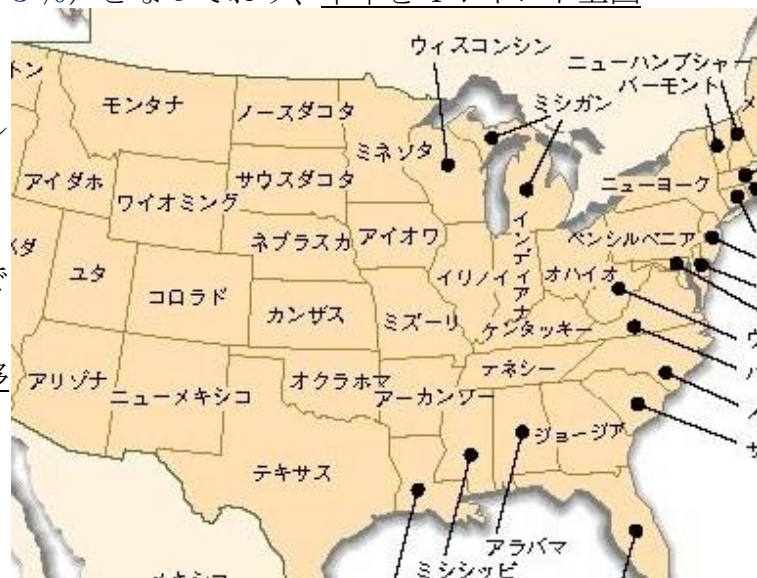 ウィスコンシン
ニューハンプシャー
バーモント
ミシガン
モンタナ
ノースダコタ
ミネソタ
アイダホ
ワイオミング
サウスダコタ
ニューヨーク
ネブラスカ
アイオワ
インディアナ
ペンシルベニア
ユタ
コロラド
イリノイ
オハイオ
カンザス
ミズーリ
ケンタッキー
アリゾナ
ニューメキシコ
オクラホマ
アーカンソー
テネシー
ジョージア
テキサス
アラバマ
ミシシッピ